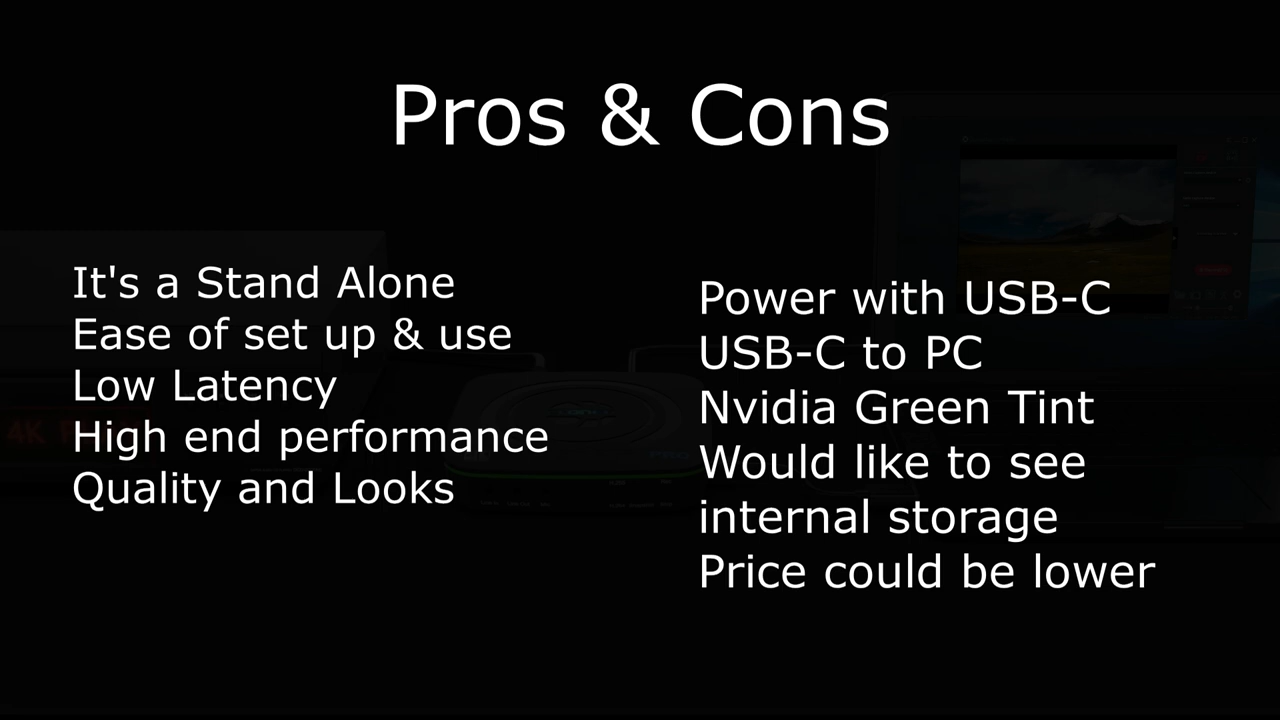 Pros & Cons
It's a Stand Alone
Ease of set up & use
Low Latency
High end performance
Quality and Looks
Power with USB-C
USB-C to PC
Nvidia Green Tint
Would like to see
internal storage
Price could be lower
4K